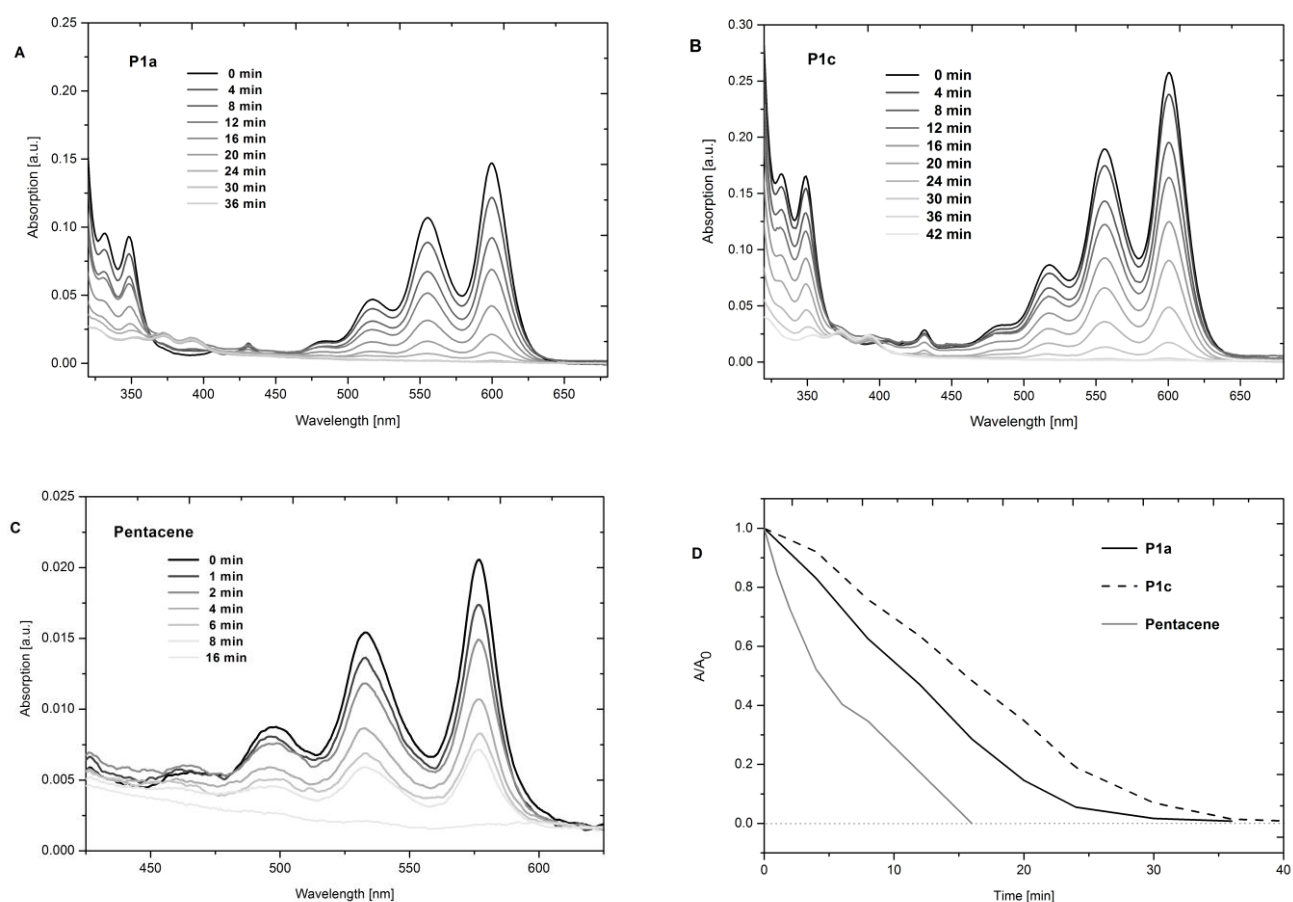 A
P1a
0 min
4 min
8 min
12 min
16 min
20 min
24 min
30 min
36 min
0.25
0.20
0.15
0.10
0.05
0.00
Absorption [a.u.]
350 400 450 500 550 600 650
Wavelength [nm]
B
P1c
0 min
4 min
8 min
12 min
16 min
20 min
24 min
30 min
36 min
42 min
0.30
0.25
0.20
0.15
0.10
0.05
0.00
Absorption [a.u.]
350 400 450 500 550 600 650
Wavelength [nm]
C
Pentacene
0 min
1 min
2 min
4 min
6 min
8 min
16 min
0.025
0.020
0.015
0.010
0.005
0.000
Absorption [a.u.]
450 500 550 600
Wavelength [nm]
D
P1a
P1c
Pentacene
1.0
0.8
0.6
0.4
0.2
0.0
A/A0
0 10 20 30 40
Time [min]